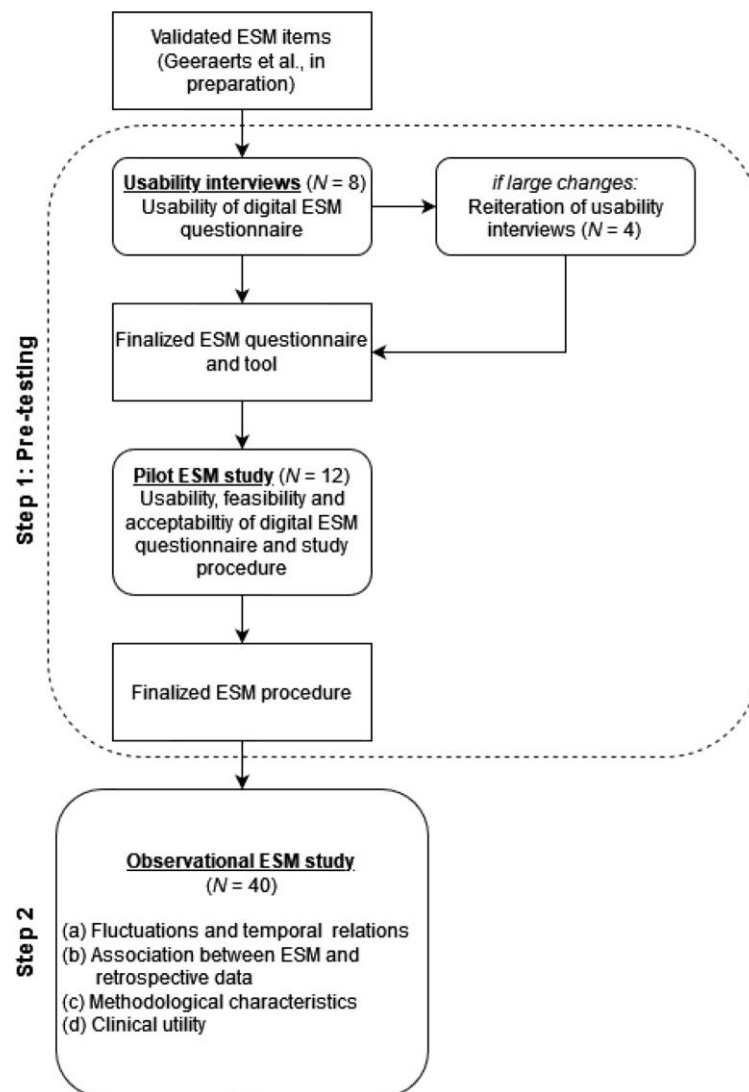 Validated ESM items
(Geeraerts et al., in
preparation)
Usability interviews (N = 8)
Usability of digital ESM
questionnaire
if large changes:
Reiteration of usability
interviews (N = 4)
Finalized ESM questionnaire
and tool
Step 1: Pre-testing
Pilot ESM study (N = 12)
Usability, feasibility and
acceptabiltiy of digital ESM
questionnaire and study
procedure
Finalized ESM procedure
Step 2
Observational ESM study
(N = 40)
(a) Fluctuations and temporal relations
(b) Association between ESM and
retrospective data
(c) Methodological characteristics
(d) Clinical utility